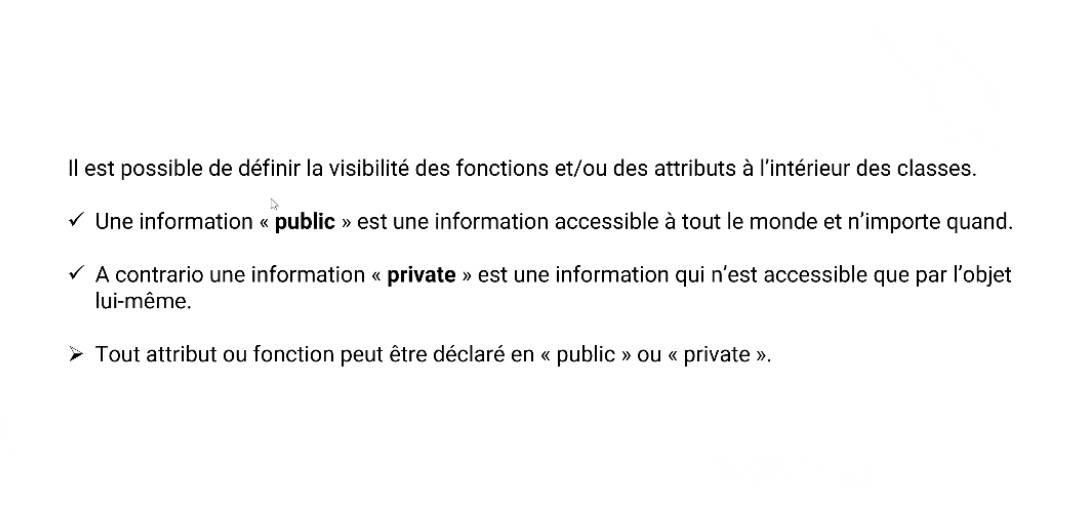 Il est possible de définir la visibilité des fonctions et/ou des attributs à l'intérieur des classes.
✓ Une information « public » est une information accessible à tout le monde et n'importe quand.
✓ A contrario une information « private » est une information qui n'est accessible que par l'objet
lui-même.
➢ Tout attribut ou fonction peut être déclaré en « public » ou « private ».